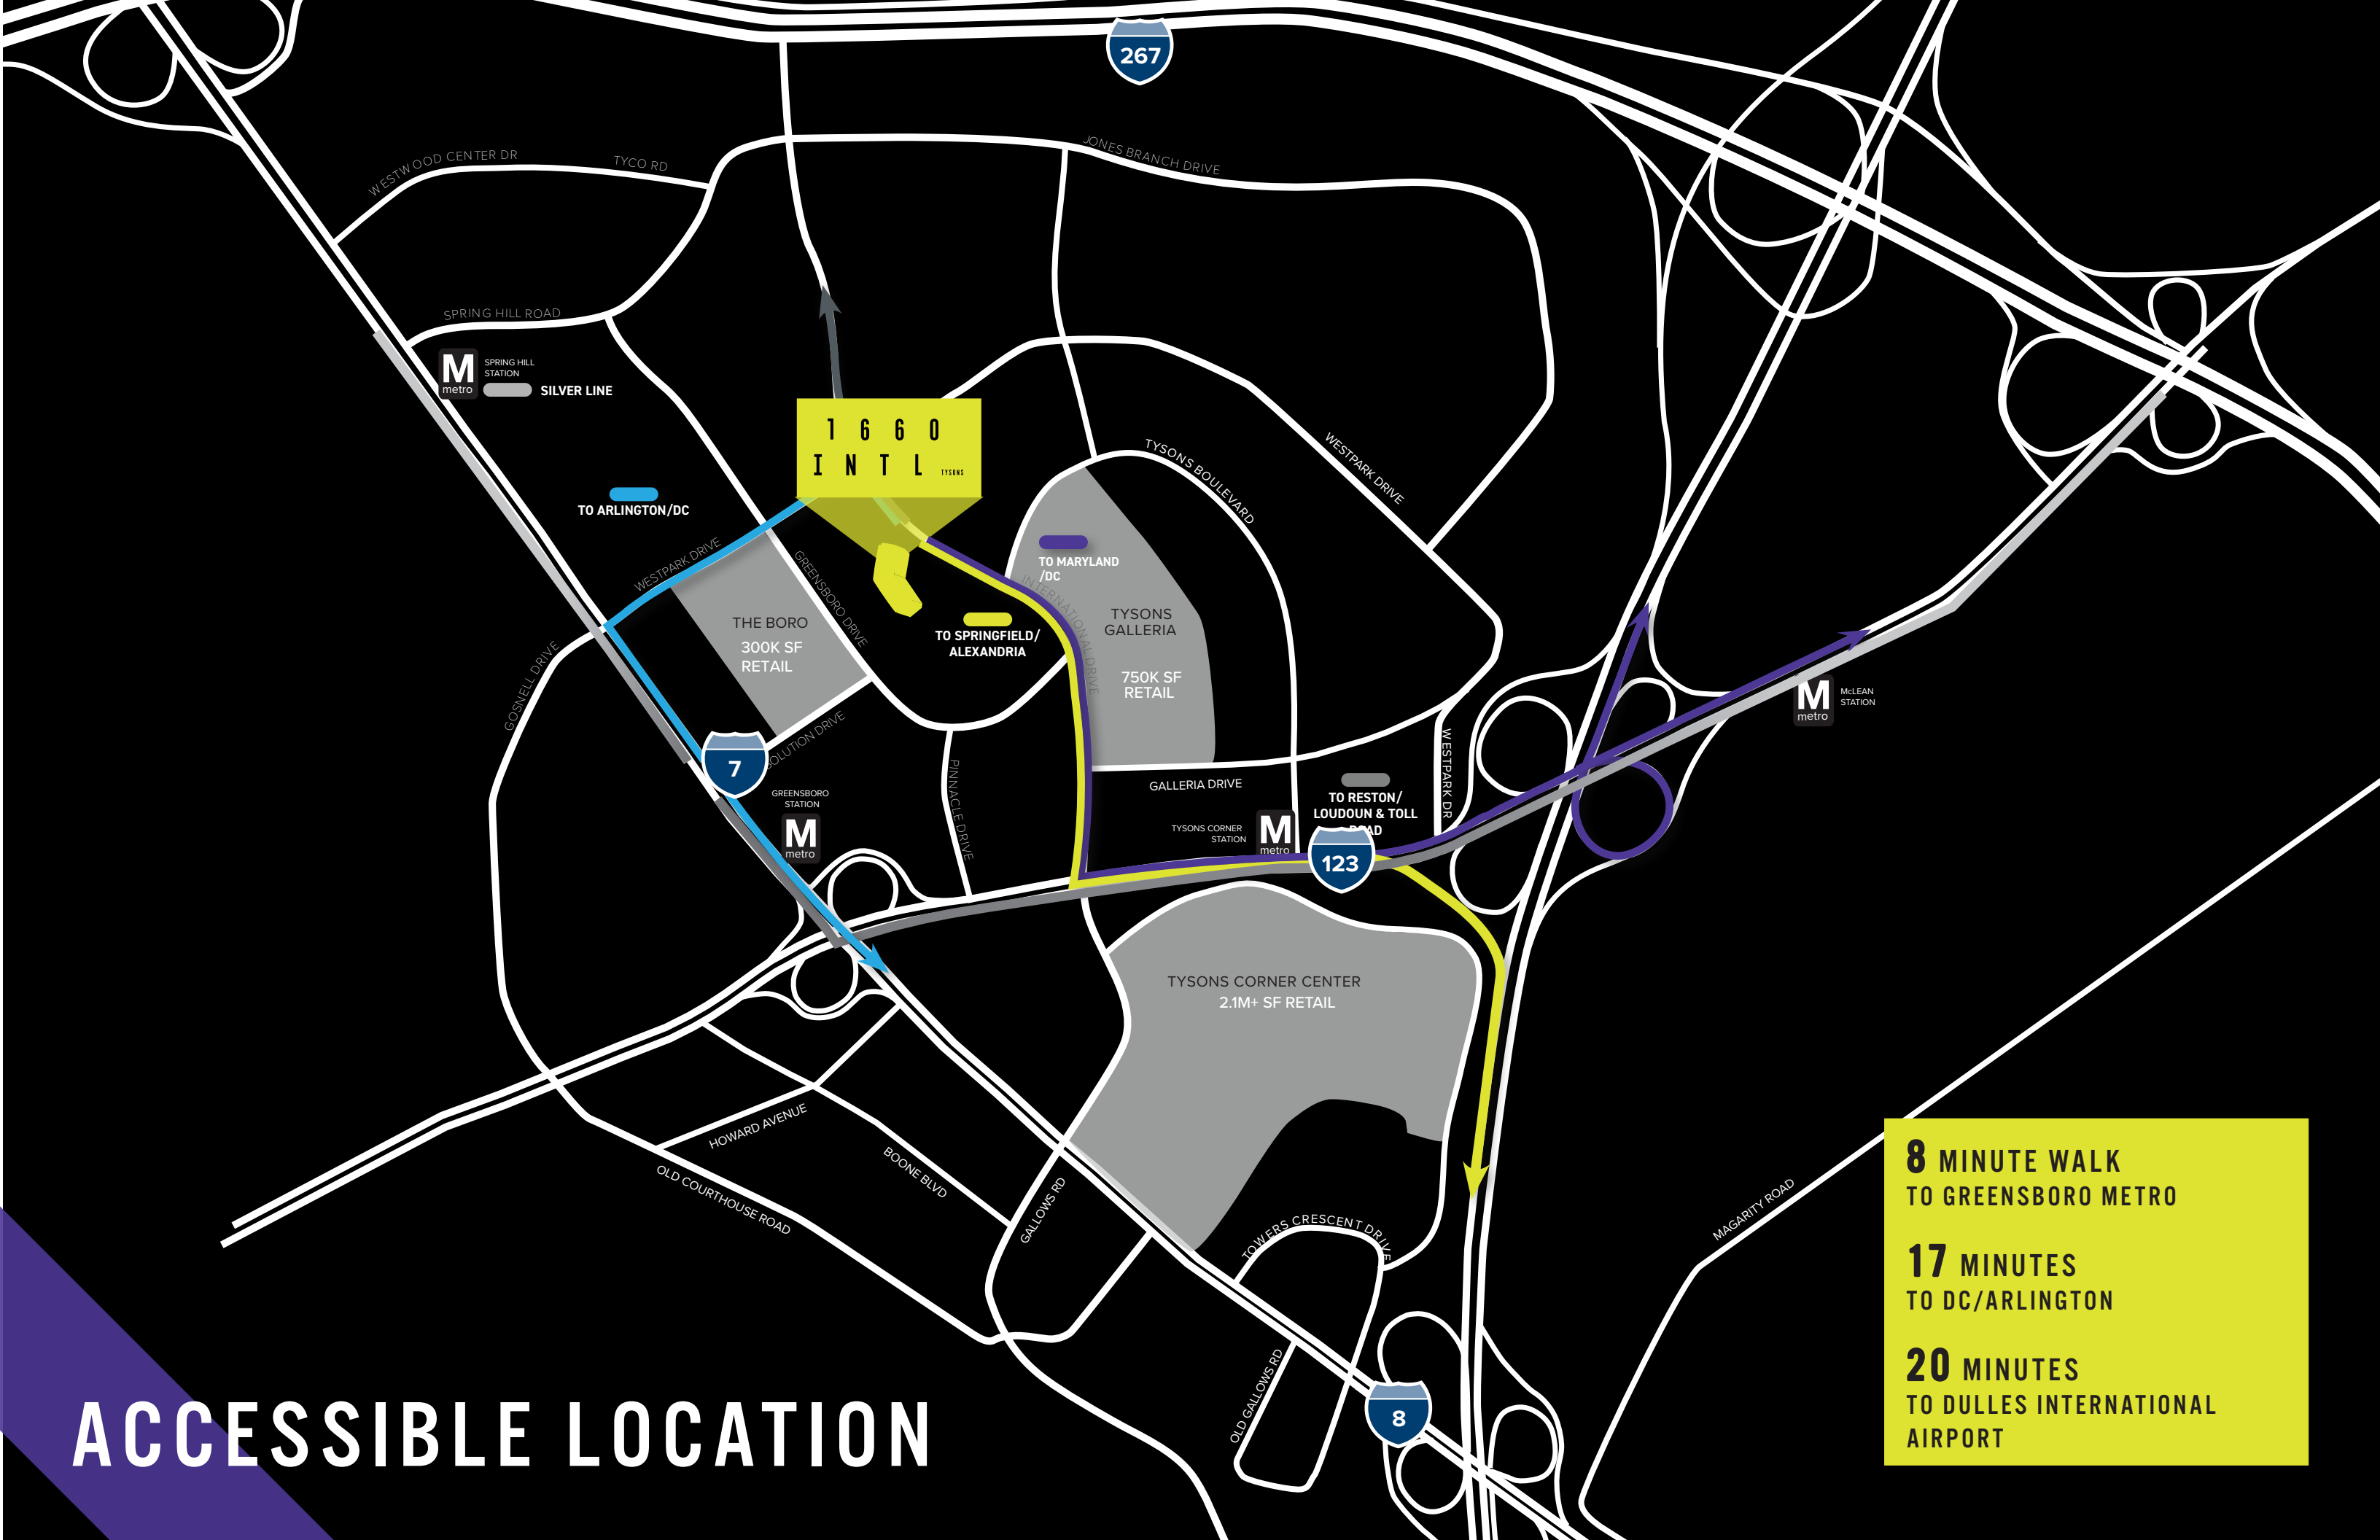 267
WESTWOOD CENTER DR
TYCO RD
JONES BRANCH DRIVE
SPRING HILL ROAD
M
metro
SPRING HILL
STATION
SILVER LINE
1660
INTL TYSONS
TO ARLINGTON/DC
WESTPARK DRIVE
GREENSBORO DRIVE
TYSONS BOULEVARD
WESTPARK DRIVE
TO MARYLAND
/DC
INTERNATIONAL DRIVE
TYSONS
GALLERIA
750K SF
RETAIL
THE BORO
300K SF
RETAIL
TO SPRINGFIELD/
ALEXANDRIA
GOSNELL DRIVE
SOLUTION DRIVE
7
GREENSBORO
STATION
M
metro
PINNACLE DRIVE
GALLERIA DRIVE
WESTPARK DR
M
metro
McLEAN
STATION
TO RESTON/
LOUDOUN & TOLL
ROAD
TYSONS CORNER
STATION
M
metro
123
TYSONS CORNER CENTER
2.1M+ SF RETAIL
HOWARD AVENUE
OLD COURTHOUSE ROAD
BOONE BLVD
GALLOWS RD
TOWERS CRESCENT DRIVE
OLD GALLOWS RD
MAGARITY ROAD
8
8 MINUTE WALK
TO GREENSBORO METRO
17 MINUTES
TO DC/ARLINGTON
20 MINUTES
TO DULLES INTERNATIONAL
AIRPORT
ACCESSIBLE LOCATION